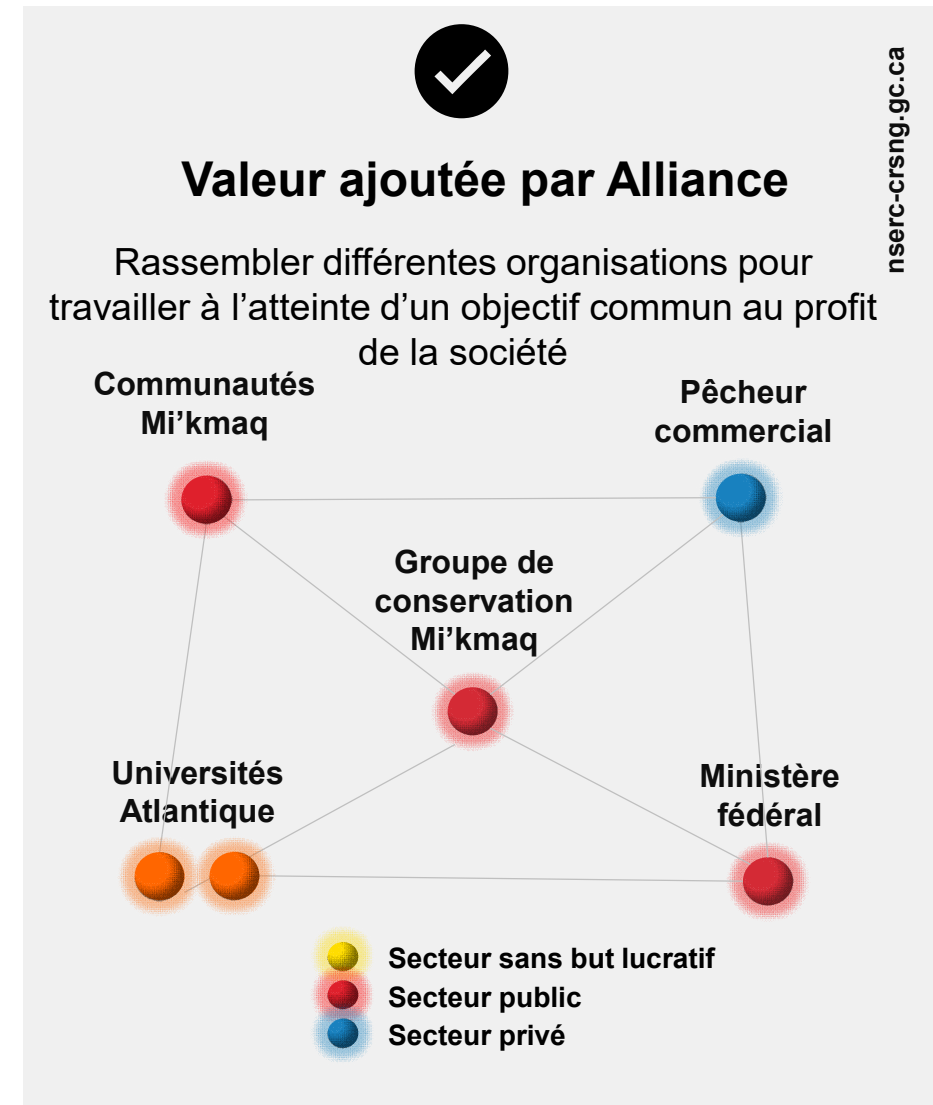 nserc-crsng.gc.ca
Valeur ajoutée par Alliance
Rassembler différentes organisations pour
travailler à l’atteinte d’un objectif commun au profit
de la société
Communautés
Mi’kmaq
Pêcheur
commercial
Groupe de
conservation
Mi’kmaq
Universités
Atlantique
Ministère
fédéral
Secteur sans but lucratif
Secteur public
Secteur privé